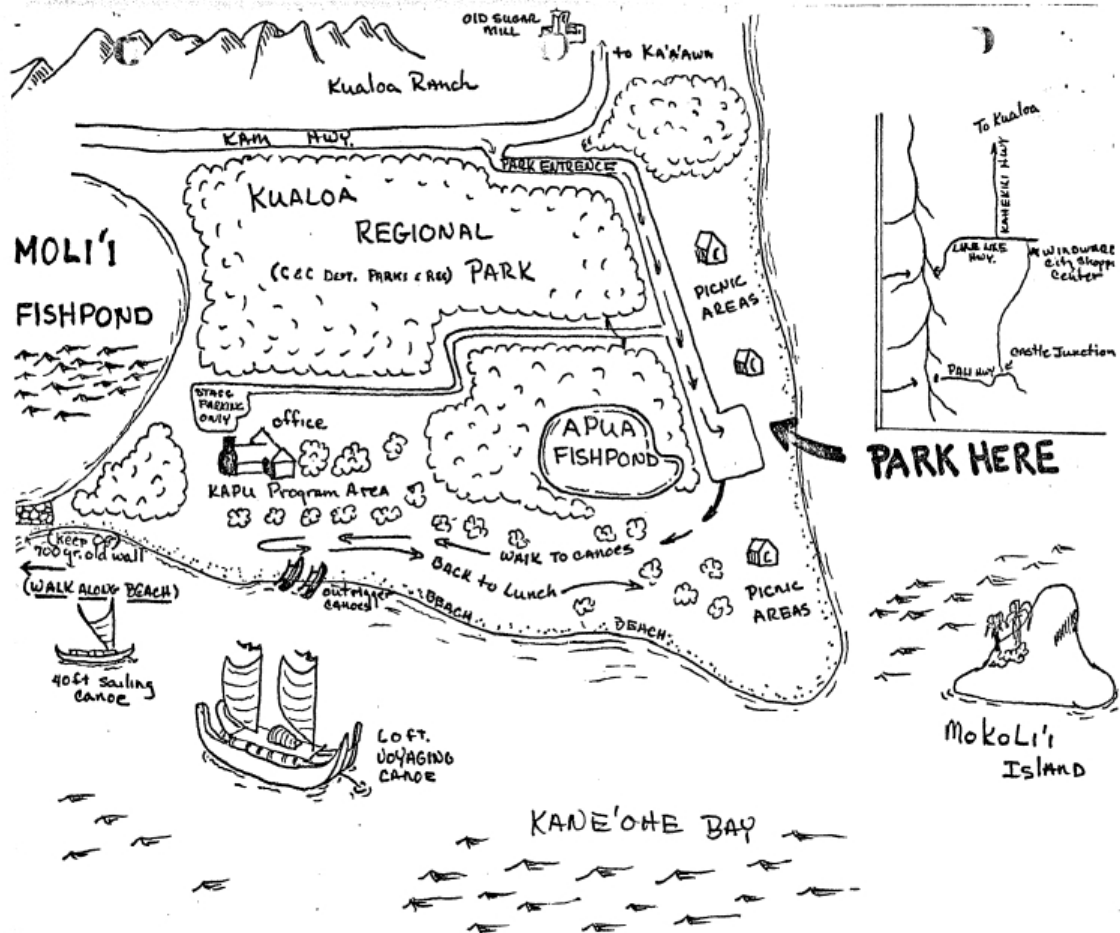 OLD SUGAR
MILL
to KA'A'AWA
Kualoa Ranch
KAM HWY.
PARK ENTRENCE
KUALOA
REGIONAL
(C&C DEPT. PARKS & REC) PARK
MOLI'I
FISHPOND
PICNIC
AREAS
STAFF
PARKING
ONLY
office
APUA
FISHPOND
KAPU Program Area
PARK HERE
To Kualoa
KAHEKILI HWY
LIKE LIKE
HWY.
WINDWARD
City Shopp
Center
Castle Junction
PALI HWY
KEEP
700 yr. old wall
(WALK ALONG BEACH)
WALK TO CANOES
BACK to LUNCH
outrigger
canoes
BEACH
BEACH
PICNIC
AREAS
40ft Sailing
Canoe
60FT.
VOYAGING
CANOE
MOKOLI'I
ISLAND
KANE'OHE BAY